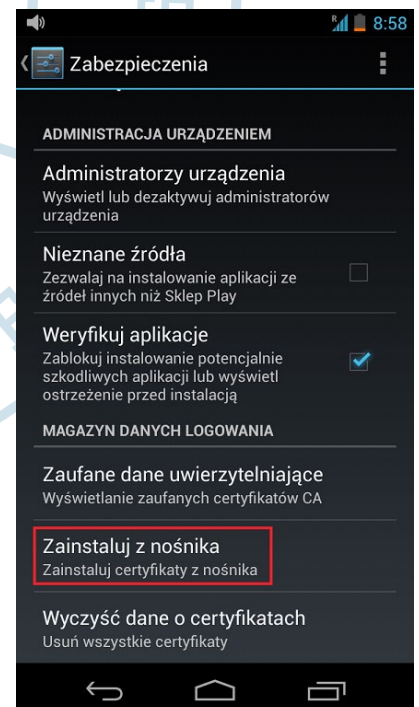 R
8:58
Zabezpieczenia
ADMINISTRACJA URZĄDZENIEM
Administratorzy urządzenia
Wyświetl lub dezaktywuj administratorów
urządzenia
Nieznane źródła
Zezwalaj na instalowanie aplikacji ze
źródeł innych niż Sklep Play
Weryfikuj aplikacje
Zablokuj instalowanie potencjalnie
szkodliwych aplikacji lub wyświetl
ostrzeżenie przed instalacją
MAGAZYN DANYCH LOGOWANIA
Zaufane dane uwierzytelniające
Wyświetlanie zaufanych certyfikatów CA
Zainstaluj z nośnika
Zainstaluj certyfikaty z nośnika
Wyczyść dane o certyfikatach
Usuń wszystkie certyfikaty